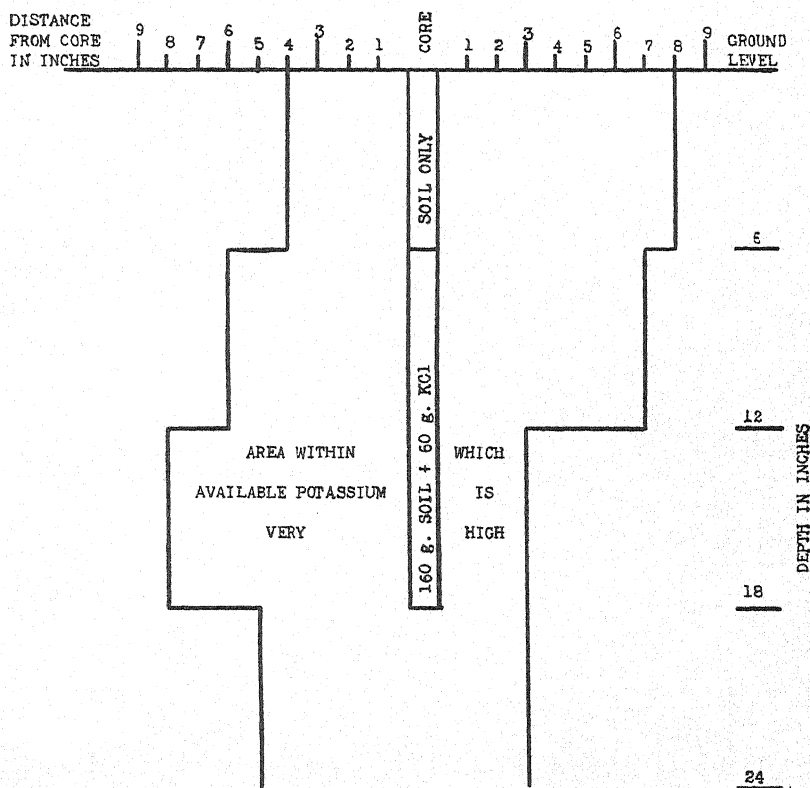 DISTANCE
FROM CORE
IN INCHES
9 8 7 6 5 4 3 2 1
CORE
1 2 3 4 5 6 7 8 9
GROUND
LEVEL
SOIL ONLY
6
160 g. SOIL + 60 g. KCl
12
AREA WITHIN WHICH
AVAILABLE POTASSIUM IS
VERY HIGH
DEPTH IN INCHES
18
24